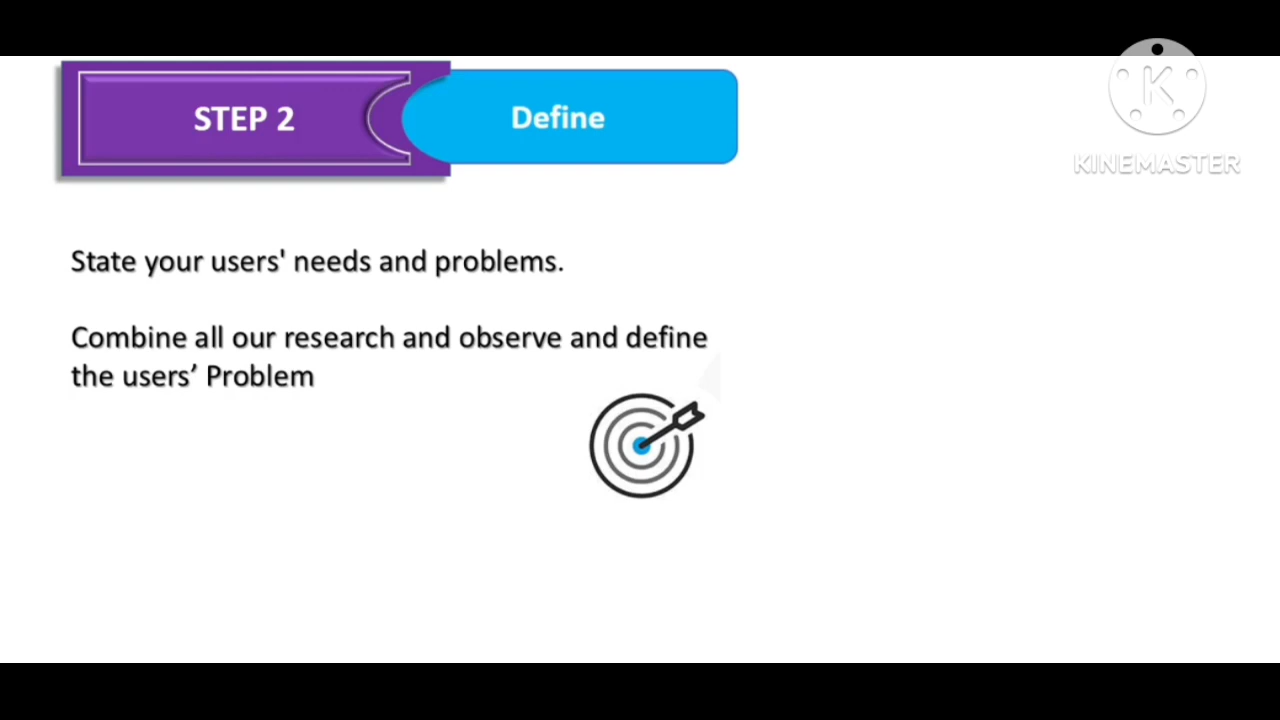 STEP 2
Define
K
KINEMASTER
State your users' needs and problems.
Combine all our research and observe and define
the users’ Problem